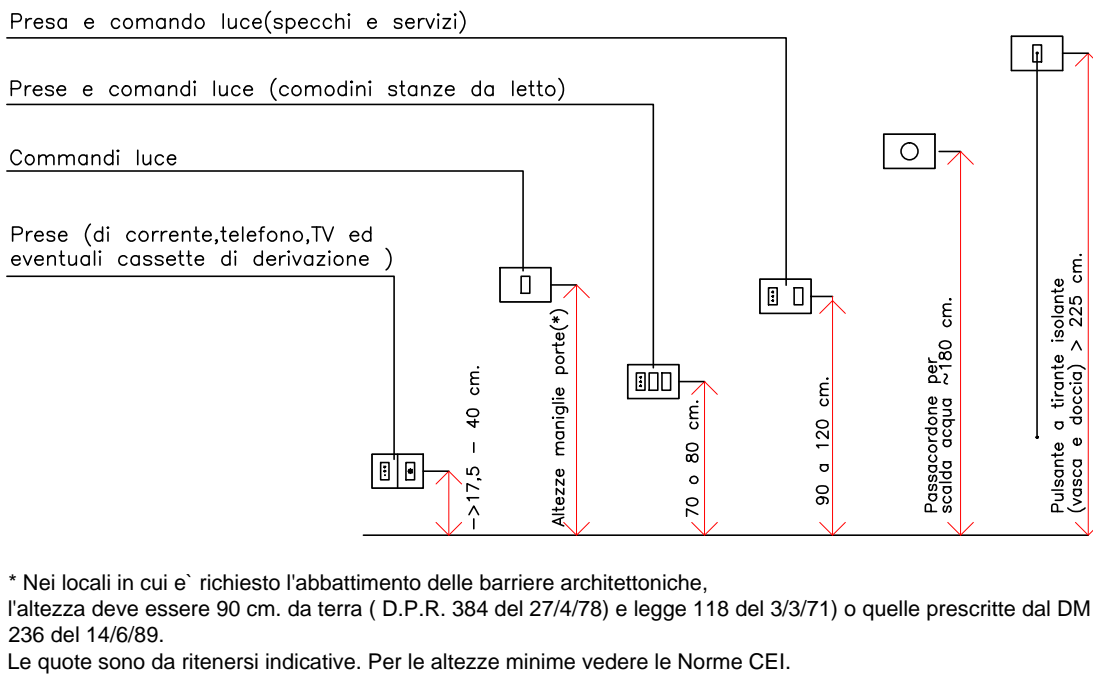 Presa e comando luce(specchi e servizi)
Prese e comandi luce (comodini stanze da letto)
Commandi luce
Prese (di corrente,telefono,TV ed
eventuali cassette di derivazione )
->17,5 - 40 cm.
Altezze maniglie porte(*)
70 o 80 cm.
90 a 120 cm.
Passacordone per
scalda acqua ~180 cm.
Pulsante a tirante isolante
(vasca e doccia) > 225 cm.
* Nei locali in cui e` richiesto l'abbattimento delle barriere architettoniche,
l'altezza deve essere 90 cm. da terra ( D.P.R. 384 del 27/4/78) e legge 118 del 3/3/71) o quelle prescritte dal DM
236 del 14/6/89.
Le quote sono da ritenersi indicative. Per le altezze minime vedere le Norme CEI.